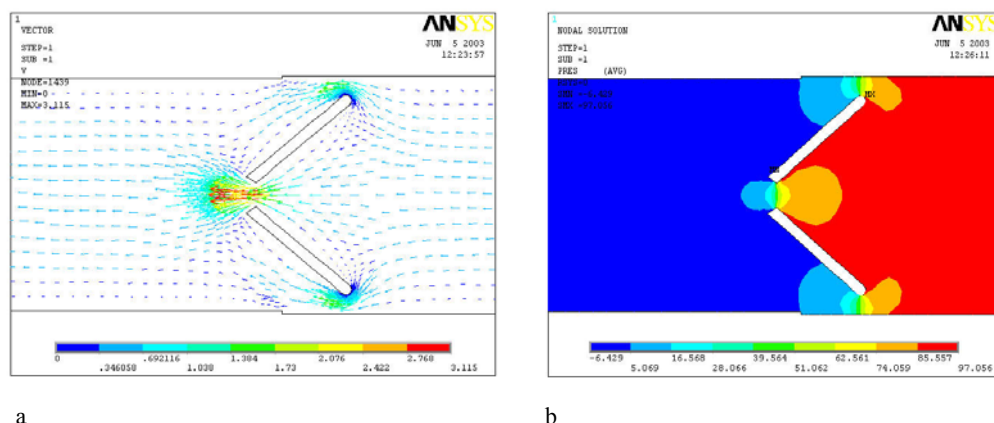 1
VECTOR
STEP=1
SUB =1
V
NODE=1439
MIN=0
MAX=3.115
ANSYS
JUN 5 2003
12:23:57
0 .692116 1.384 2.076 2.768
.346058 1.038 1.73 2.422 3.115
a
1
NODAL SOLUTION
STEP=1
SUB =1
PRES (AVG)
ANSYS
JUN 5 2003
12:26:11
MX
-6.429 16.568 39.564 62.561 85.557
5.069 28.066 51.062 74.059 97.056
b